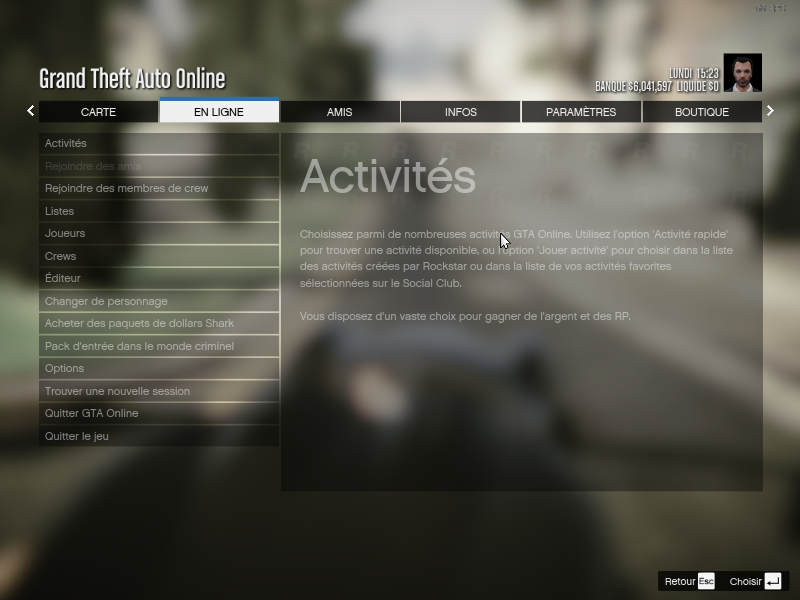 Grand Theft Auto Online
LUNDI 15:23
BANQUE $6,041,597 LIQUIDE $0
CARTE
EN LIGNE
AMIS
INFOS
PARAMÈTRES
BOUTIQUE
Activités
Rejoindre des amis
Rejoindre des membres de crew
Listes
Joueurs
Crews
Éditeur
Changer de personnage
Acheter des paquets de dollars Shark
Pack d'entrée dans le monde criminel
Options
Trouver une nouvelle session
Quitter GTA Online
Quitter le jeu
Activités
Choisissez parmi de nombreuses activités GTA Online. Utilisez l'option 'Activité rapide'
pour trouver une activité disponible, ou l'option 'Jouer activité' pour choisir dans la liste
des activités créées par Rockstar ou dans la liste de vos activités favorites
sélectionnées sur le Social Club.
Vous disposez d'un vaste choix pour gagner de l'argent et des RP.
Retour Esc Choisir